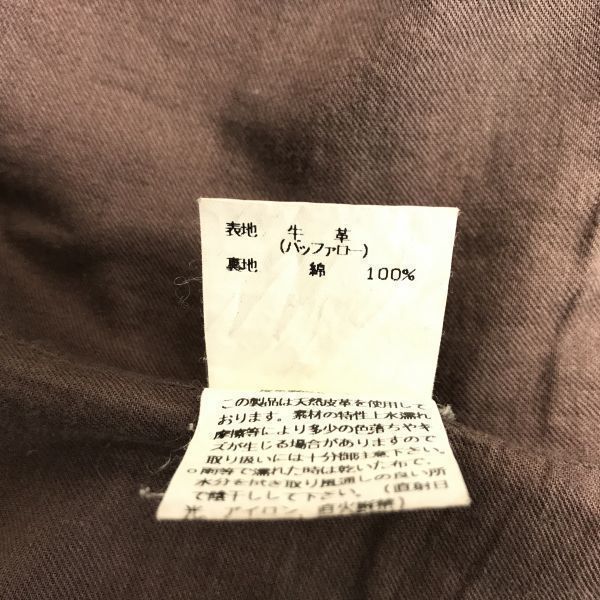 表地 牛 革
(バッファロー)
裏地 綿 100%
この製品は天然皮革を使用して
おります。素材の特性上水濡れ
摩擦等により多少の色落ちやキ
ズが生じる場合がありますので
取り扱いには十分御注意下さい。
○雨等で濡れた時は乾いた布で、
水分を拭き取り風通しの良い所
で陰干しして下さい。(直射日
光、アイロン、直火厳禁)